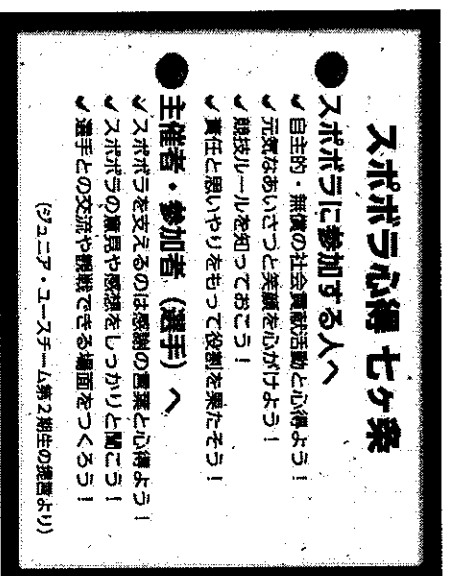 スポボラ心得 七ケ条
●スポボラに参加する人へ
✔自主的・無償の社会貢献活動と心得よう！
✔元気なあいさつと笑顔を心がけよう！
✔競技ルールを知っておこう！
✔責任と思いやりをもって役割を果たそう！
●主催者・参加者（選手）へ
✔スポボラを支えるのは感謝の言葉と心得よう！
✔スポボラの意見や感想をしっかりと聞こう！
✔選手との交流や観戦できる場面をつくろう！
(ジュニア・ユースチーム第２期生の提言より)